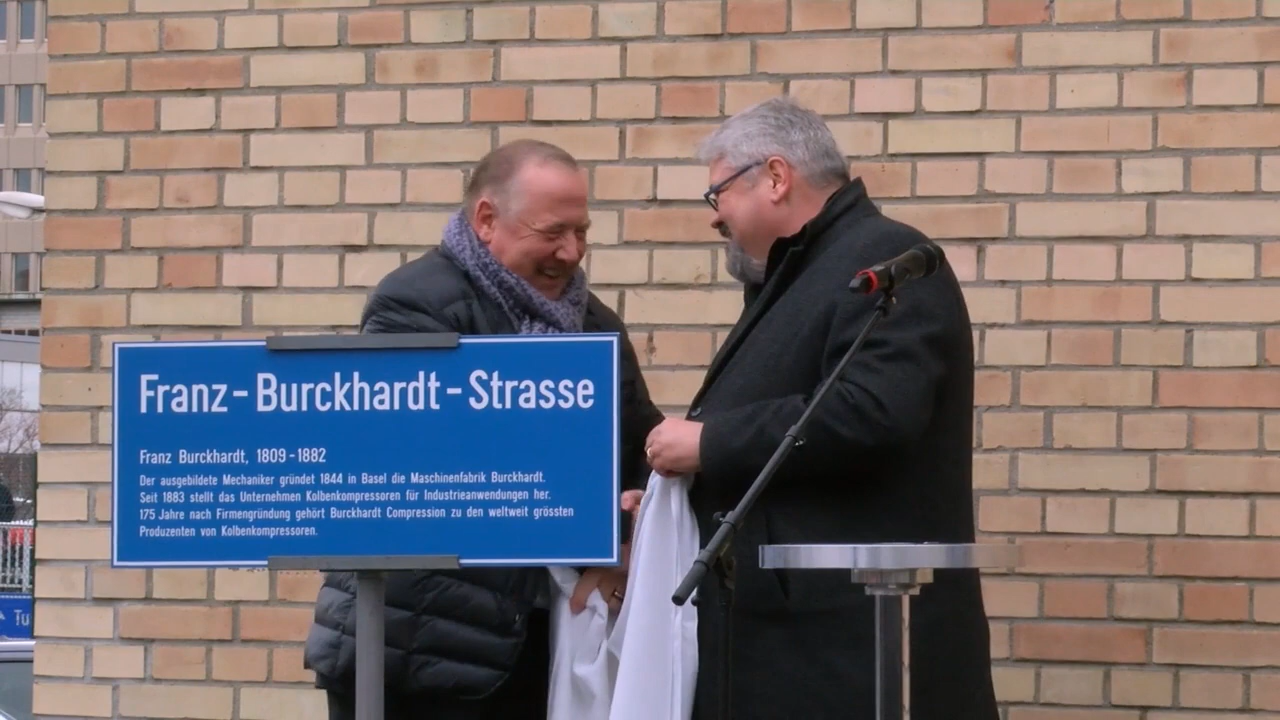 Franz-Burckhardt-Strasse
Franz Burckhardt, 1809-1882
Der ausgebildete Mechaniker gründet 1844 in Basel die Maschinenfabrik Burckhardt.
Seit 1883 stellt das Unternehmen Kolbenkompressoren für Industrieanwendungen her.
175 Jahre nach Firmengründung gehört Burckhardt Compression zu den weltweit grössten
Produzenten von Kolbenkompressoren.
Tu